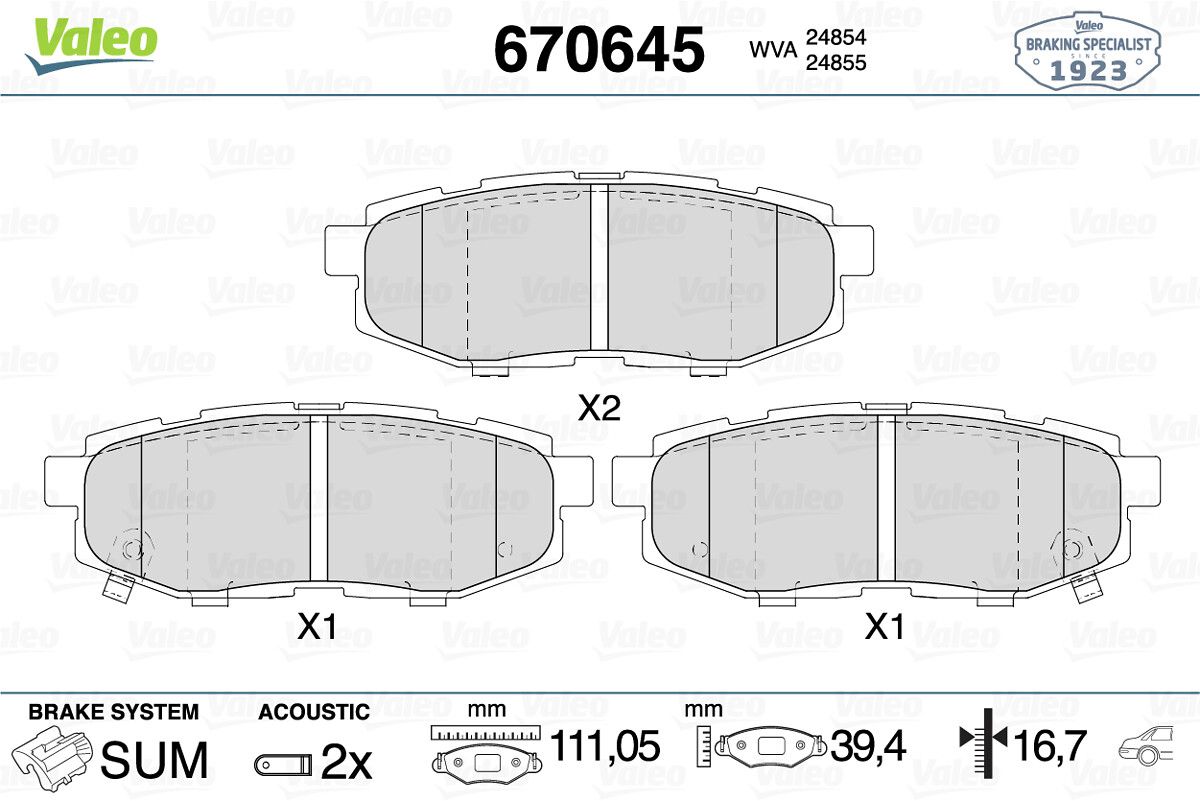 Valeo
670645
WVA 24854
24855
Valeo
BRAKING SPECIALIST
SINCE
1923
X2
X1
X1
BRAKE SYSTEM
SUM
ACOUSTIC
2x
mm
111,05
mm
39,4
16,7